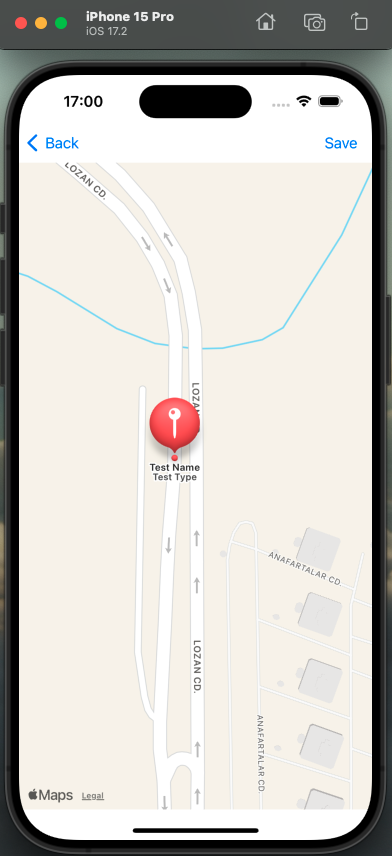 iPhone 15 Pro
iOS 17.2
17:00
Back
Save
LOZAN CD.
LOZAN
Test Name
Test Type
ANAFARTALAR CD
LOZAN CD.
ANAFARTALAR CD.
Maps
Legal